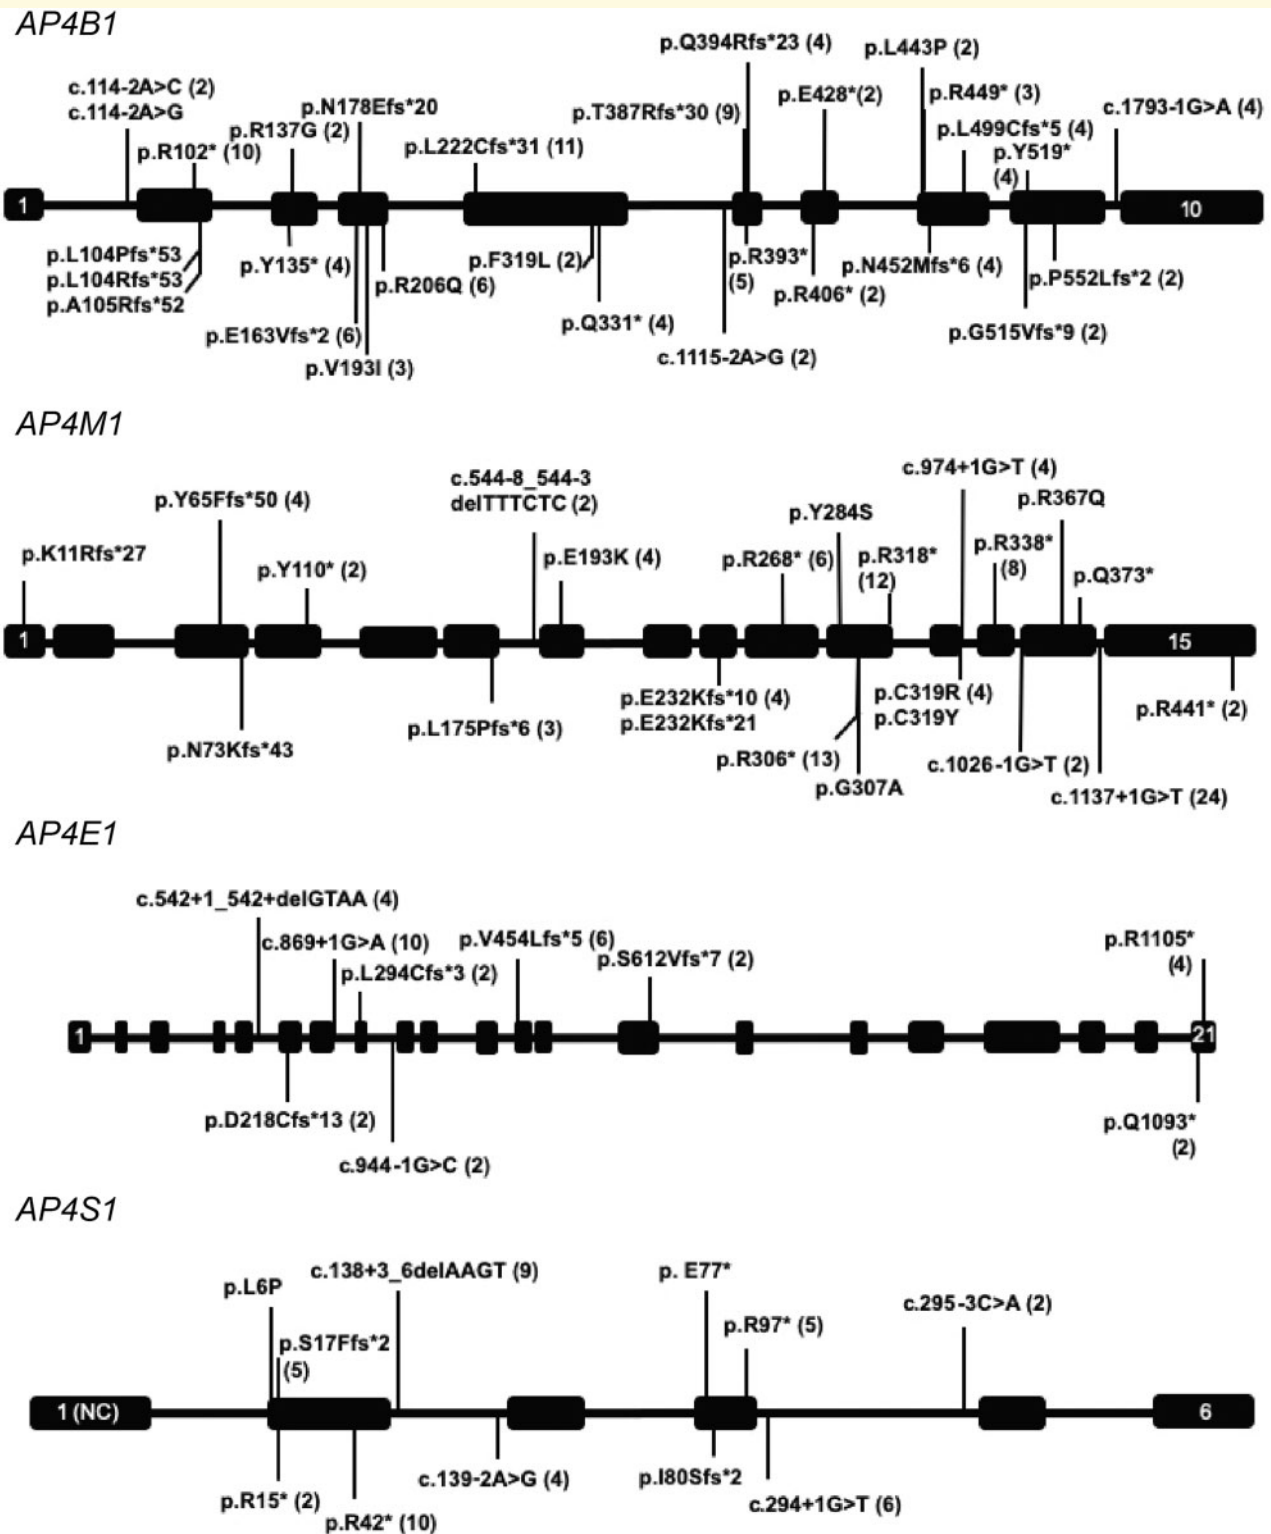 AP4B1
p.Q394Rfs*23 (4)
p.L443P (2)
c.114-2A>C (2)
c.114-2A>G
p.N178Efs*20
p.E428*(2)
p.R449* (3)
p.T387Rfs*30 (9)
c.1793-1G>A (4)
p.R137G (2)
p.L499Cfs*5 (4)
p.R102* (10)
p.L222Cfs*31 (11)
p.Y519*
(4)
1
10
p.L104Pfs*53
p.L104Rfs*53
p.A105Rfs*52
p.Y135* (4)
p.R206Q (6)
p.F319L (2)
p.R393*
(5)
p.N452Mfs*6 (4)
p.P552Lfs*2 (2)
p.R406* (2)
p.E163Vfs*2 (6)
p.Q331* (4)
p.G515Vfs*9 (2)
p.V193I (3)
c.1115-2A>G (2)
AP4M1
c.974+1G>T (4)
c.544-8_544-3
delTTTCTC (2)
p.Y65Ffs*50 (4)
p.R367Q
p.Y284S
p.K11Rfs*27
p.Y110* (2)
p.E193K (4)
p.R268* (6)
p.R318*
(12)
p.R338*
(8)
p.Q373*
1
15
p.E232Kfs*10 (4)
p.E232Kfs*21
p.C319R (4)
p.C319Y
p.R441* (2)
p.L175Pfs*6 (3)
p.N73Kfs*43
p.R306* (13)
c.1026-1G>T (2)
p.G307A
c.1137+1G>T (24)
AP4E1
c.542+1_542+delGTAA (4)
c.869+1G>A (10)
p.V454Lfs*5 (6)
p.R1105*
(4)
p.L294Cfs*3 (2)
p.S612Vfs*7 (2)
1
21
p.D218Cfs*13 (2)
p.Q1093*
(2)
c.944-1G>C (2)
AP4S1
c.138+3_6delAAGT (9)
p. E77*
p.L6P
c.295-3C>A (2)
p.R97* (5)
p.S17Ffs*2
(5)
1 (NC)
6
c.139-2A>G (4)
p.I80Sfs*2
p.R15* (2)
c.294+1G>T (6)
p.R42* (10)